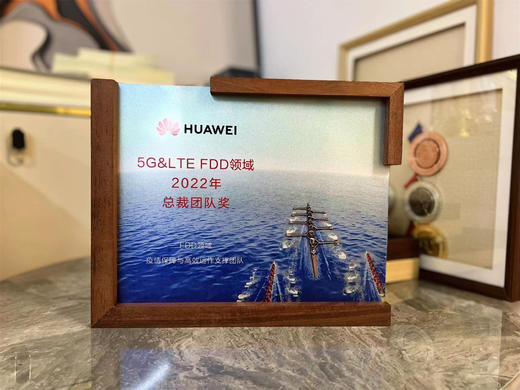 HUAWEI
5G&LTE FDD领域
2022年
总裁团队奖
FDD领域
疫情保障与高效运作支撑团队